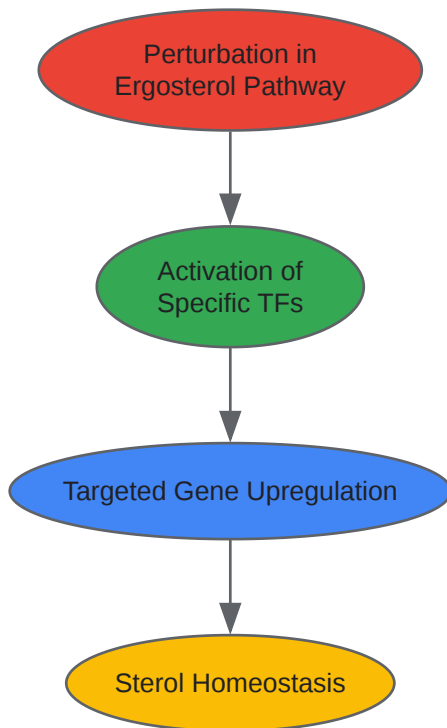 Perturbation in
Ergosterol Pathway
Activation of
Specific TFs
Targeted Gene Upregulation
Sterol Homeostasis